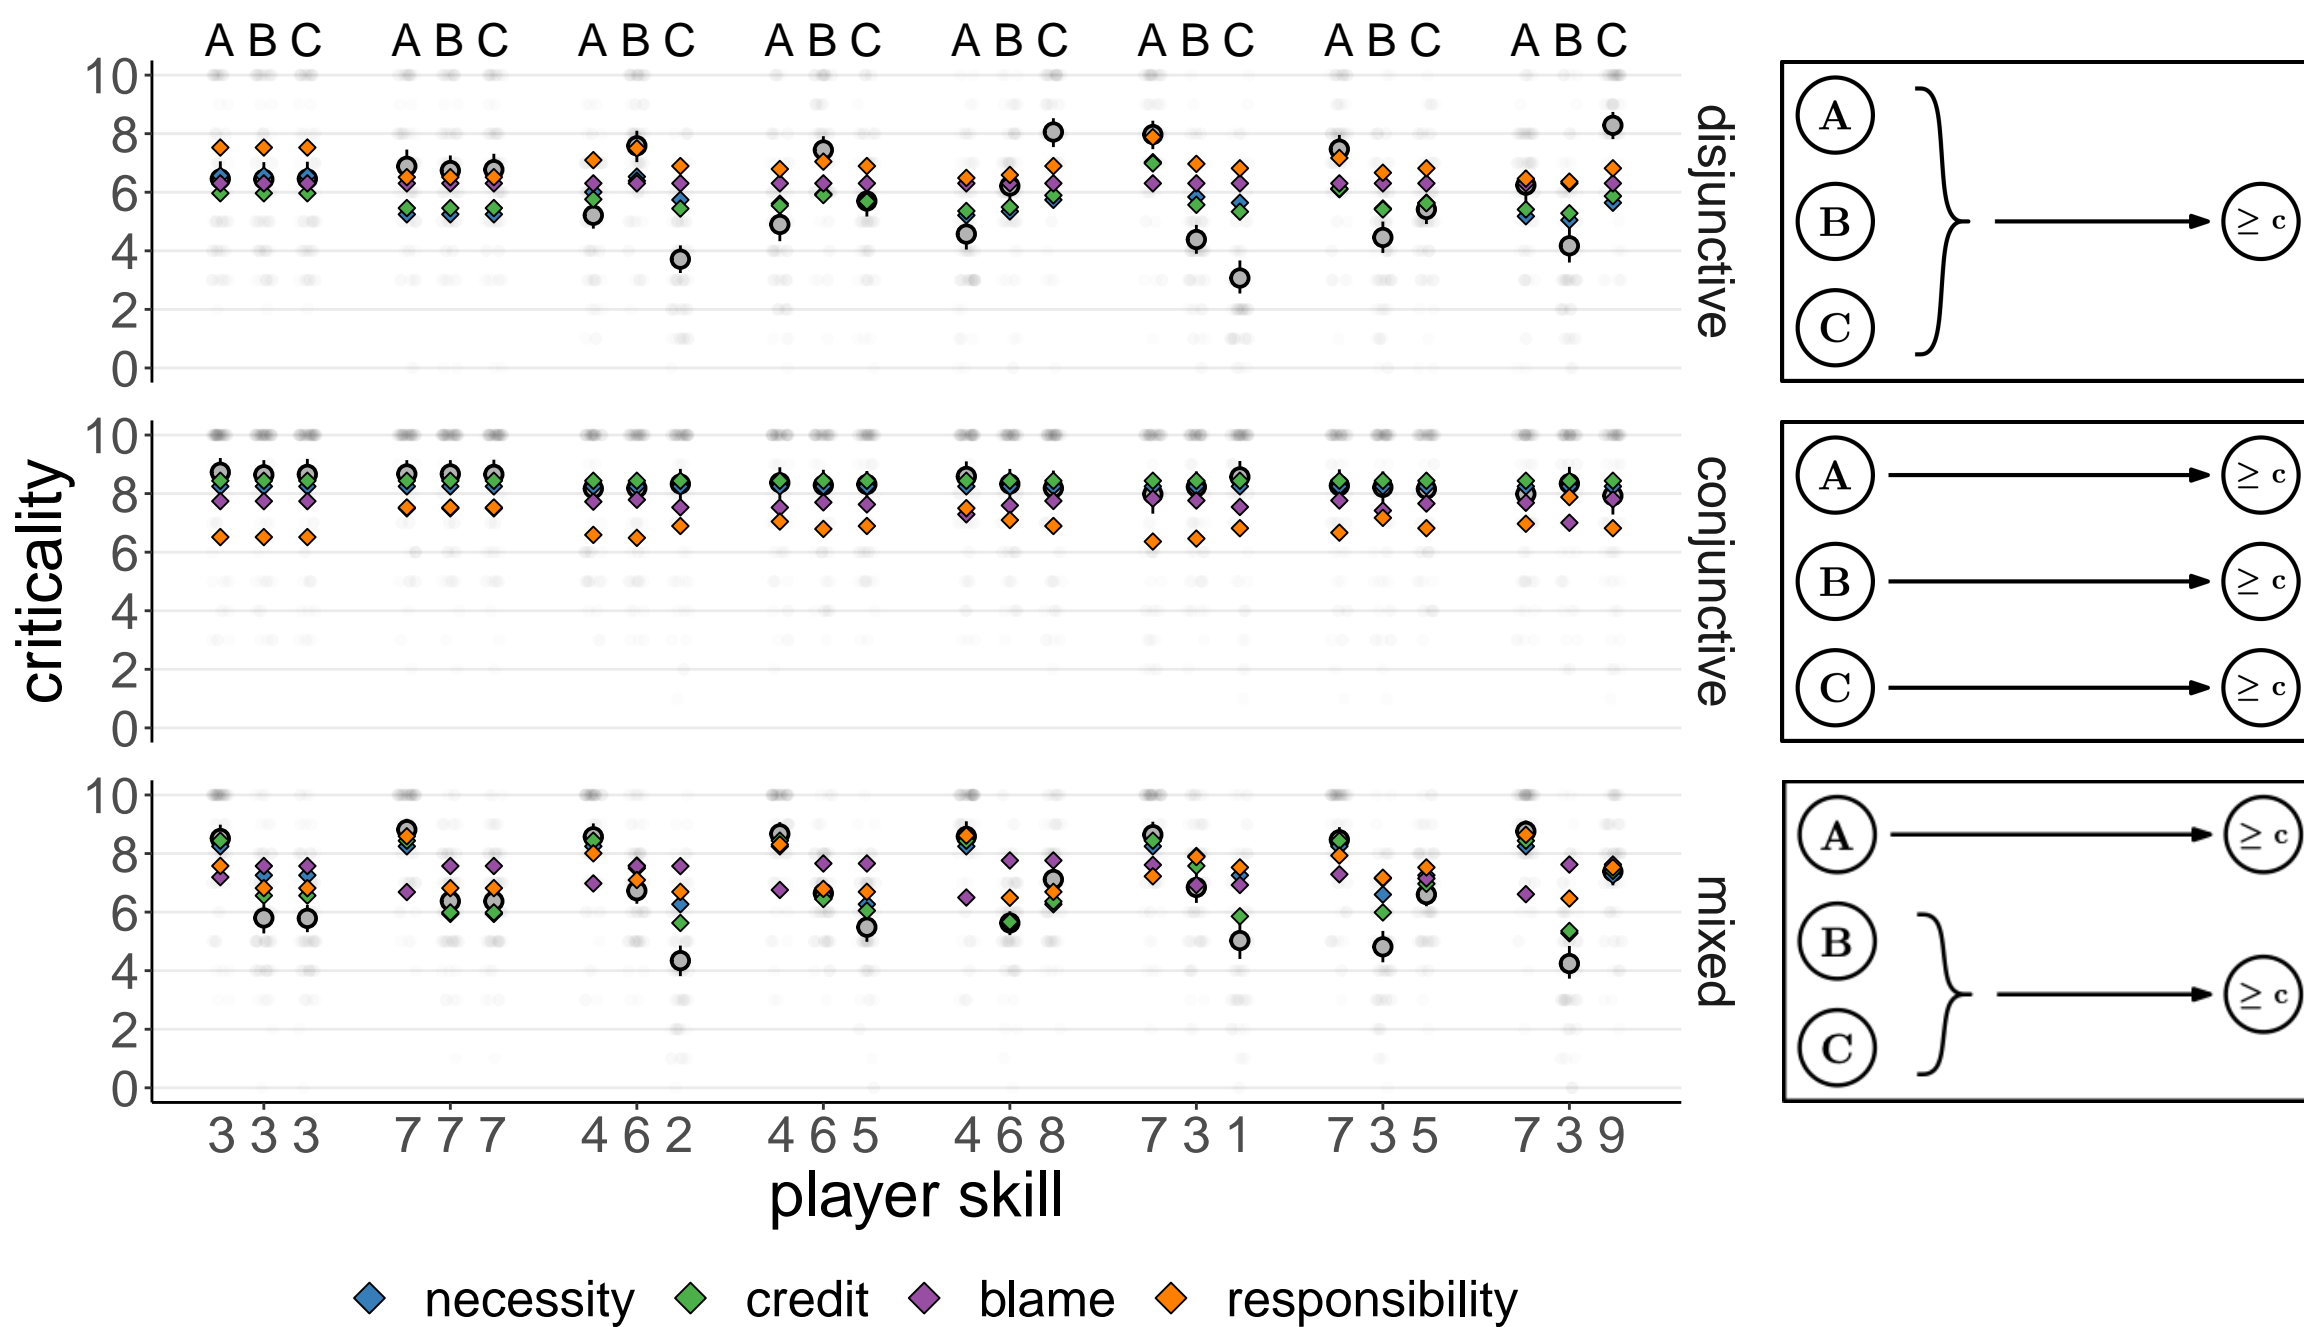 A B C A B C A B C A B C A B C A B C A B C A B C
10
8
6
4
2
0
disjunctive
A
B
C
≥ c
10
8
6
4
2
0
conjunctive
A
B
C
≥ c
≥ c
≥ c
criticality
10
8
6
4
2
0
mixed
A
B
C
≥ c
≥ c
3 3 3 7 7 7 4 6 2 4 6 5 4 6 8 7 3 1 7 3 5 7 3 9
player skill
necessity credit blame responsibility